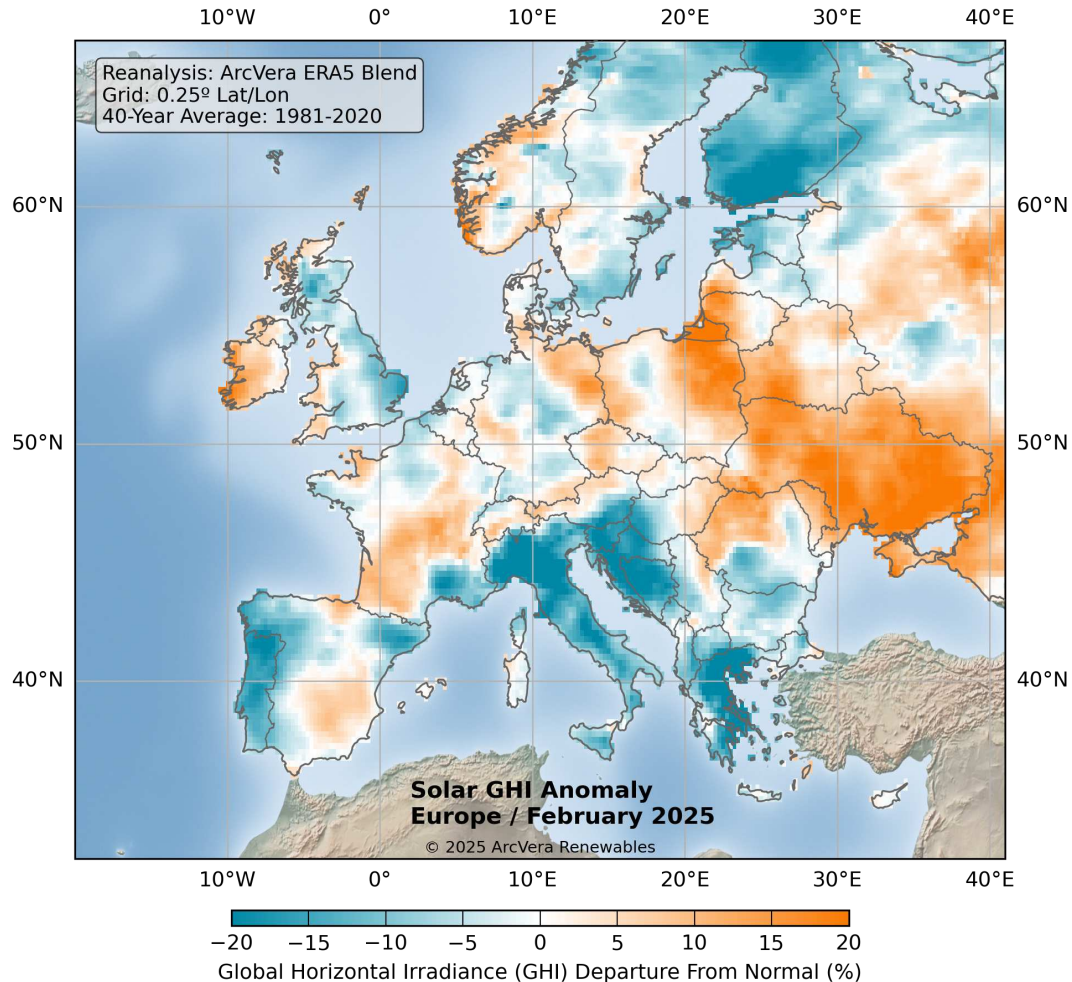 10°W 0° 10°E 20°E 30°E 40°E
Reanalysis: ArcVera ERA5 Blend
Grid: 0.25º Lat/Lon
40-Year Average: 1981-2020
60°N 60°N
50°N 50°N
40°N 40°N
Solar GHI Anomaly
Europe / February 2025
© 2025 ArcVera Renewables
10°W 0° 10°E 20°E 30°E 40°E
−20 −15 −10 −5 0 5 10 15 20
Global Horizontal Irradiance (GHI) Departure From Normal (%)